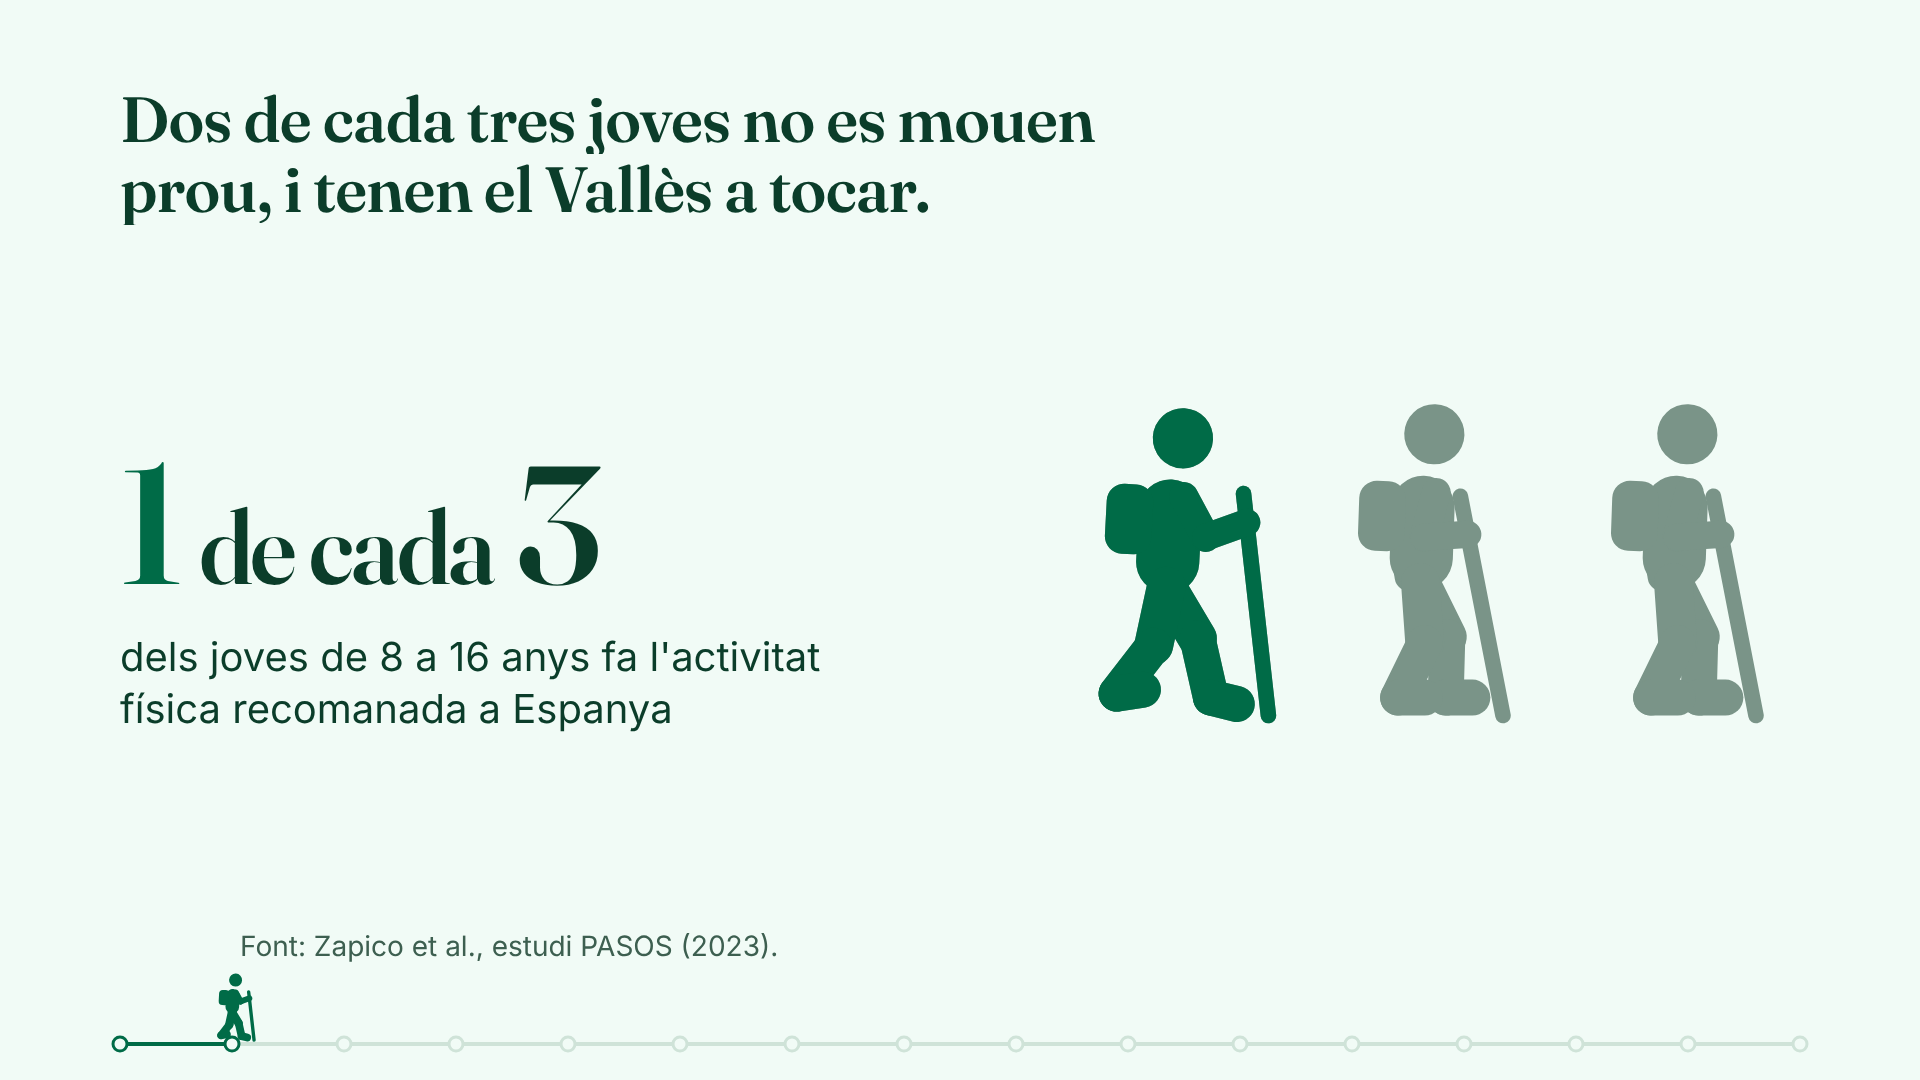 Dos de cada tres joves no es mouen
prou, i tenen el Vallès a tocar.
1 de cada 3
dels joves de 8 a 16 anys fa l'activitat
física recomanada a Espanya
Font: Zapico et al., estudi PASOS (2023).